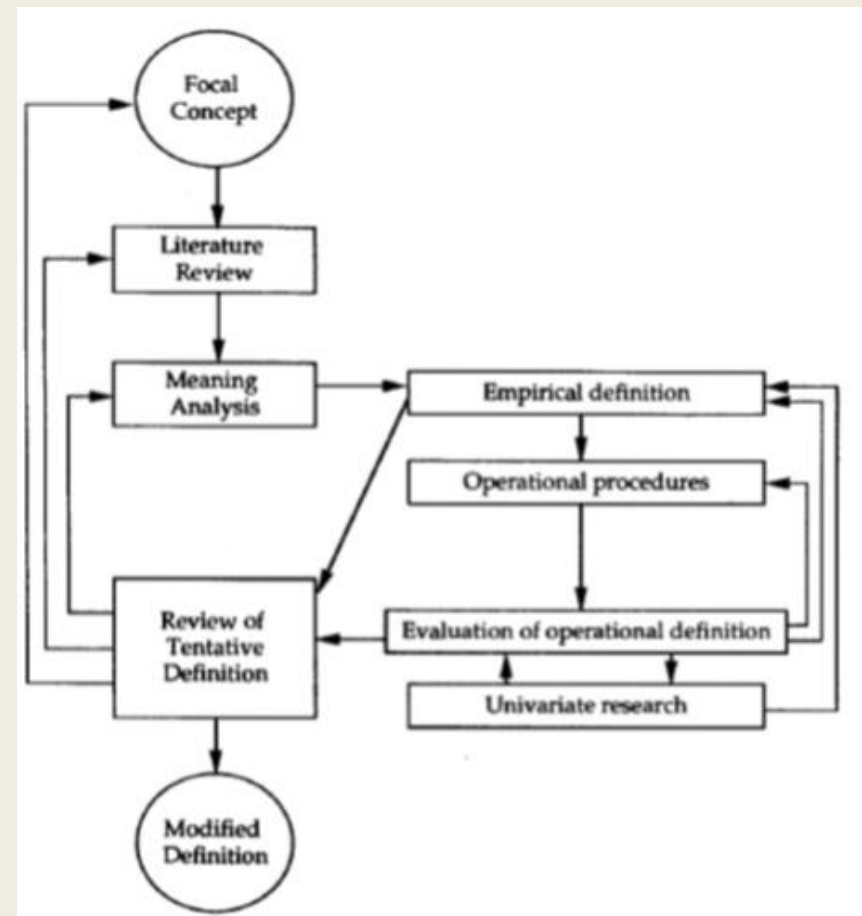 Focal
Concept
Literature
Review
Meaning
Analysis
Empirical definition
Operational procedures
Review of
Tentative
Definition
Evaluation of operational definition
Univariate research
Modified
Definition